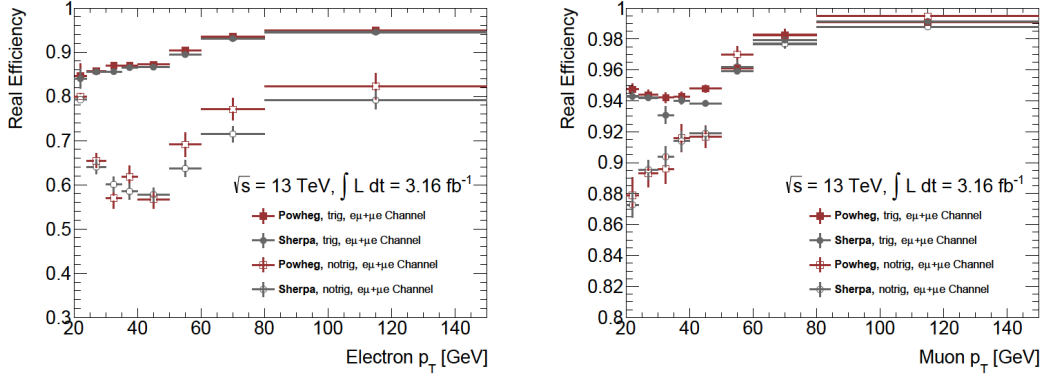 Real Efficiency
1
0.9
0.8
0.7
0.6
0.5
0.4
0.3
√s = 13 TeV, ∫ L dt = 3.16 fb⁻¹
Powheg, trig, eμ+μe Channel
Sherpa, trig, eμ+μe Channel
Powheg, notrig, eμ+μe Channel
Sherpa, notrig, eμ+μe Channel
20 40 60 80 100 120 140
Electron p_T [GeV]
Real Efficiency
1
0.98
0.96
0.94
0.92
0.9
0.88
0.86
0.84
0.82
0.8
√s = 13 TeV, ∫ L dt = 3.16 fb⁻¹
Powheg, trig, eμ+μe Channel
Sherpa, trig, eμ+μe Channel
Powheg, notrig, eμ+μe Channel
Sherpa, notrig, eμ+μe Channel
20 40 60 80 100 120 140
Muon p_T [GeV]